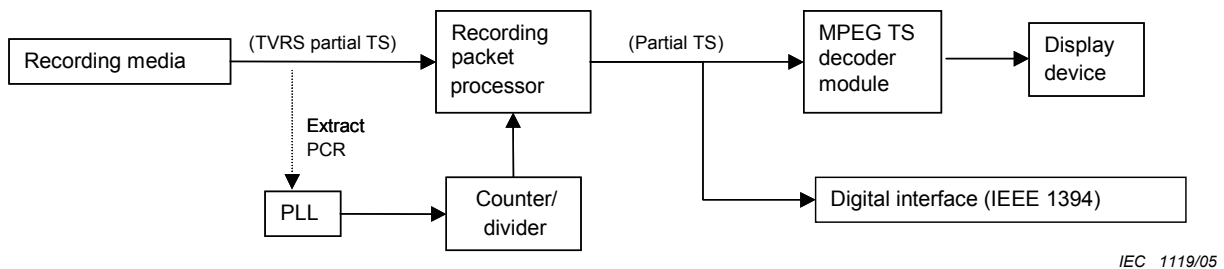 Recording media
(TVRS partial TS)
Recording
packet
processor
(Partial TS)
MPEG TS
decoder
module
Display
device
Extract
PCR
PLL
Counter/
divider
Digital interface (IEEE 1394)
IEC 1119/05